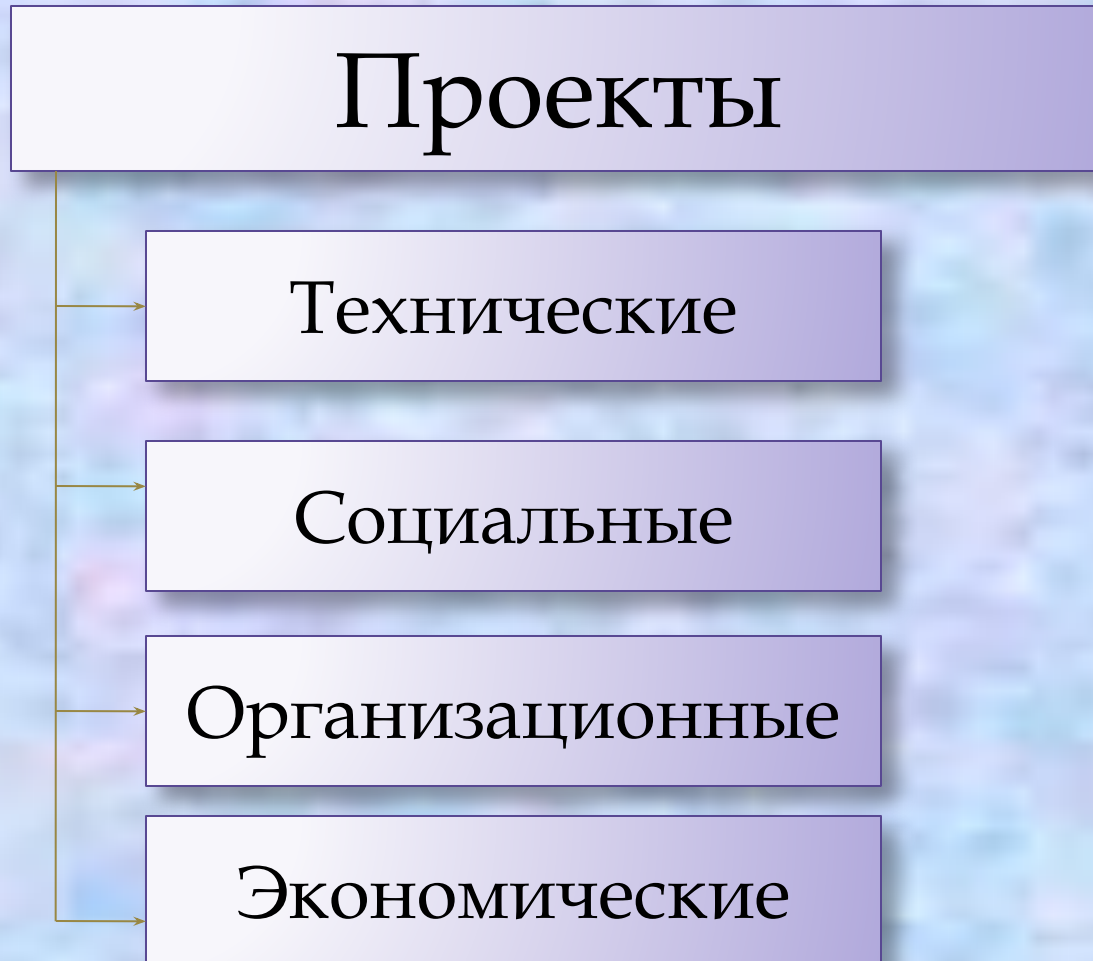 Проекты
Технические
Социальные
Организационные
Экономические